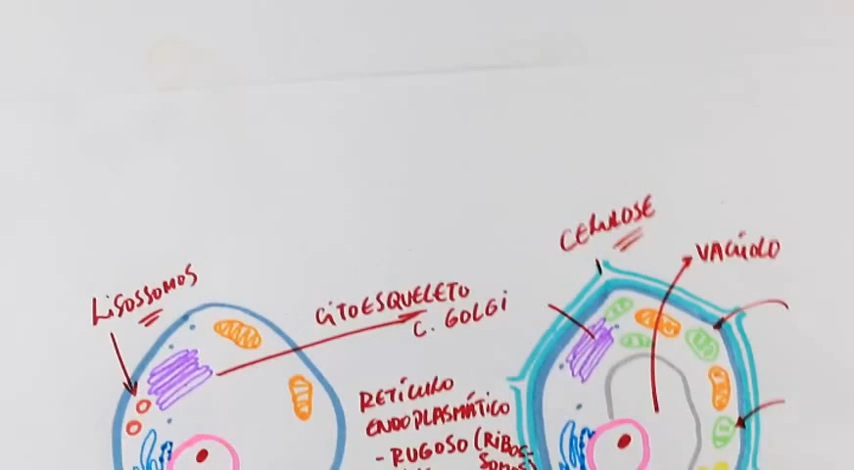 CELULOSE
VACÚOLO
LISOSSOMOS
CITOESQUELETO
C. GOLGI
RETÍCULO
ENDOPLASMÁTICO
- RUGOSO (RIBOS-
SOMOS)